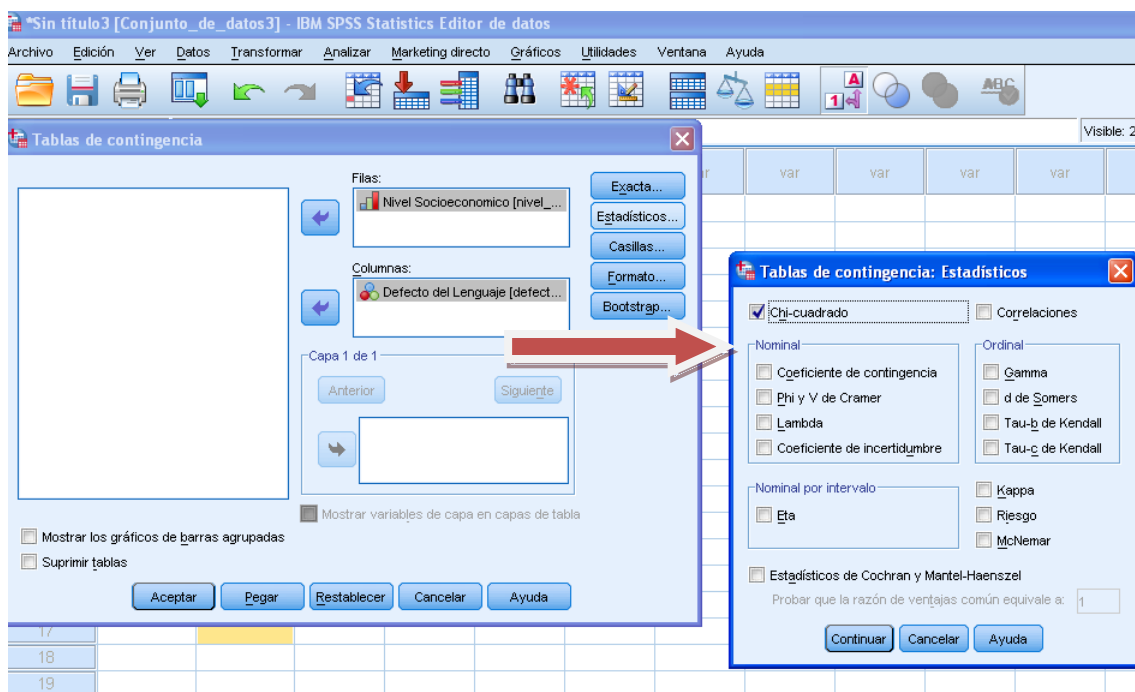 *Sin título3 [Conjunto_de_datos3] - IBM SPSS Statistics Editor de datos
Archivo Edición Ver Datos Transformar Analizar Marketing directo Gráficos Utilidades Ventana Ayuda
A
1
ABC
Visible: 2
var var var var
Tablas de contingencia
Filas:
Nivel Socioeconomico [nivel_...
Columnas:
Defecto del Lenguaje [defect...
Capa 1 de 1
Anterior Siguiente
Mostrar variables de capa en capas de tabla
Mostrar los gráficos de barras agrupadas
Suprimir tablas
Aceptar Pegar Restablecer Cancelar Ayuda
Exacta...
Estadísticos...
Casillas...
Formato...
Bootstrap...
Tablas de contingencia: Estadísticos
Chi-cuadrado Correlaciones
Nominal
Coeficiente de contingencia
Phi y V de Cramer
Lambda
Coeficiente de incertidumbre
Ordinal
Gamma
d de Somers
Tau-b de Kendall
Tau-c de Kendall
Nominal por intervalo
Eta
Kappa
Riesgo
McNemar
Estadísticos de Cochran y Mantel-Haenszel
Probar que la razón de ventajas común equivale a: 1
Continuar Cancelar Ayuda
17
18
19